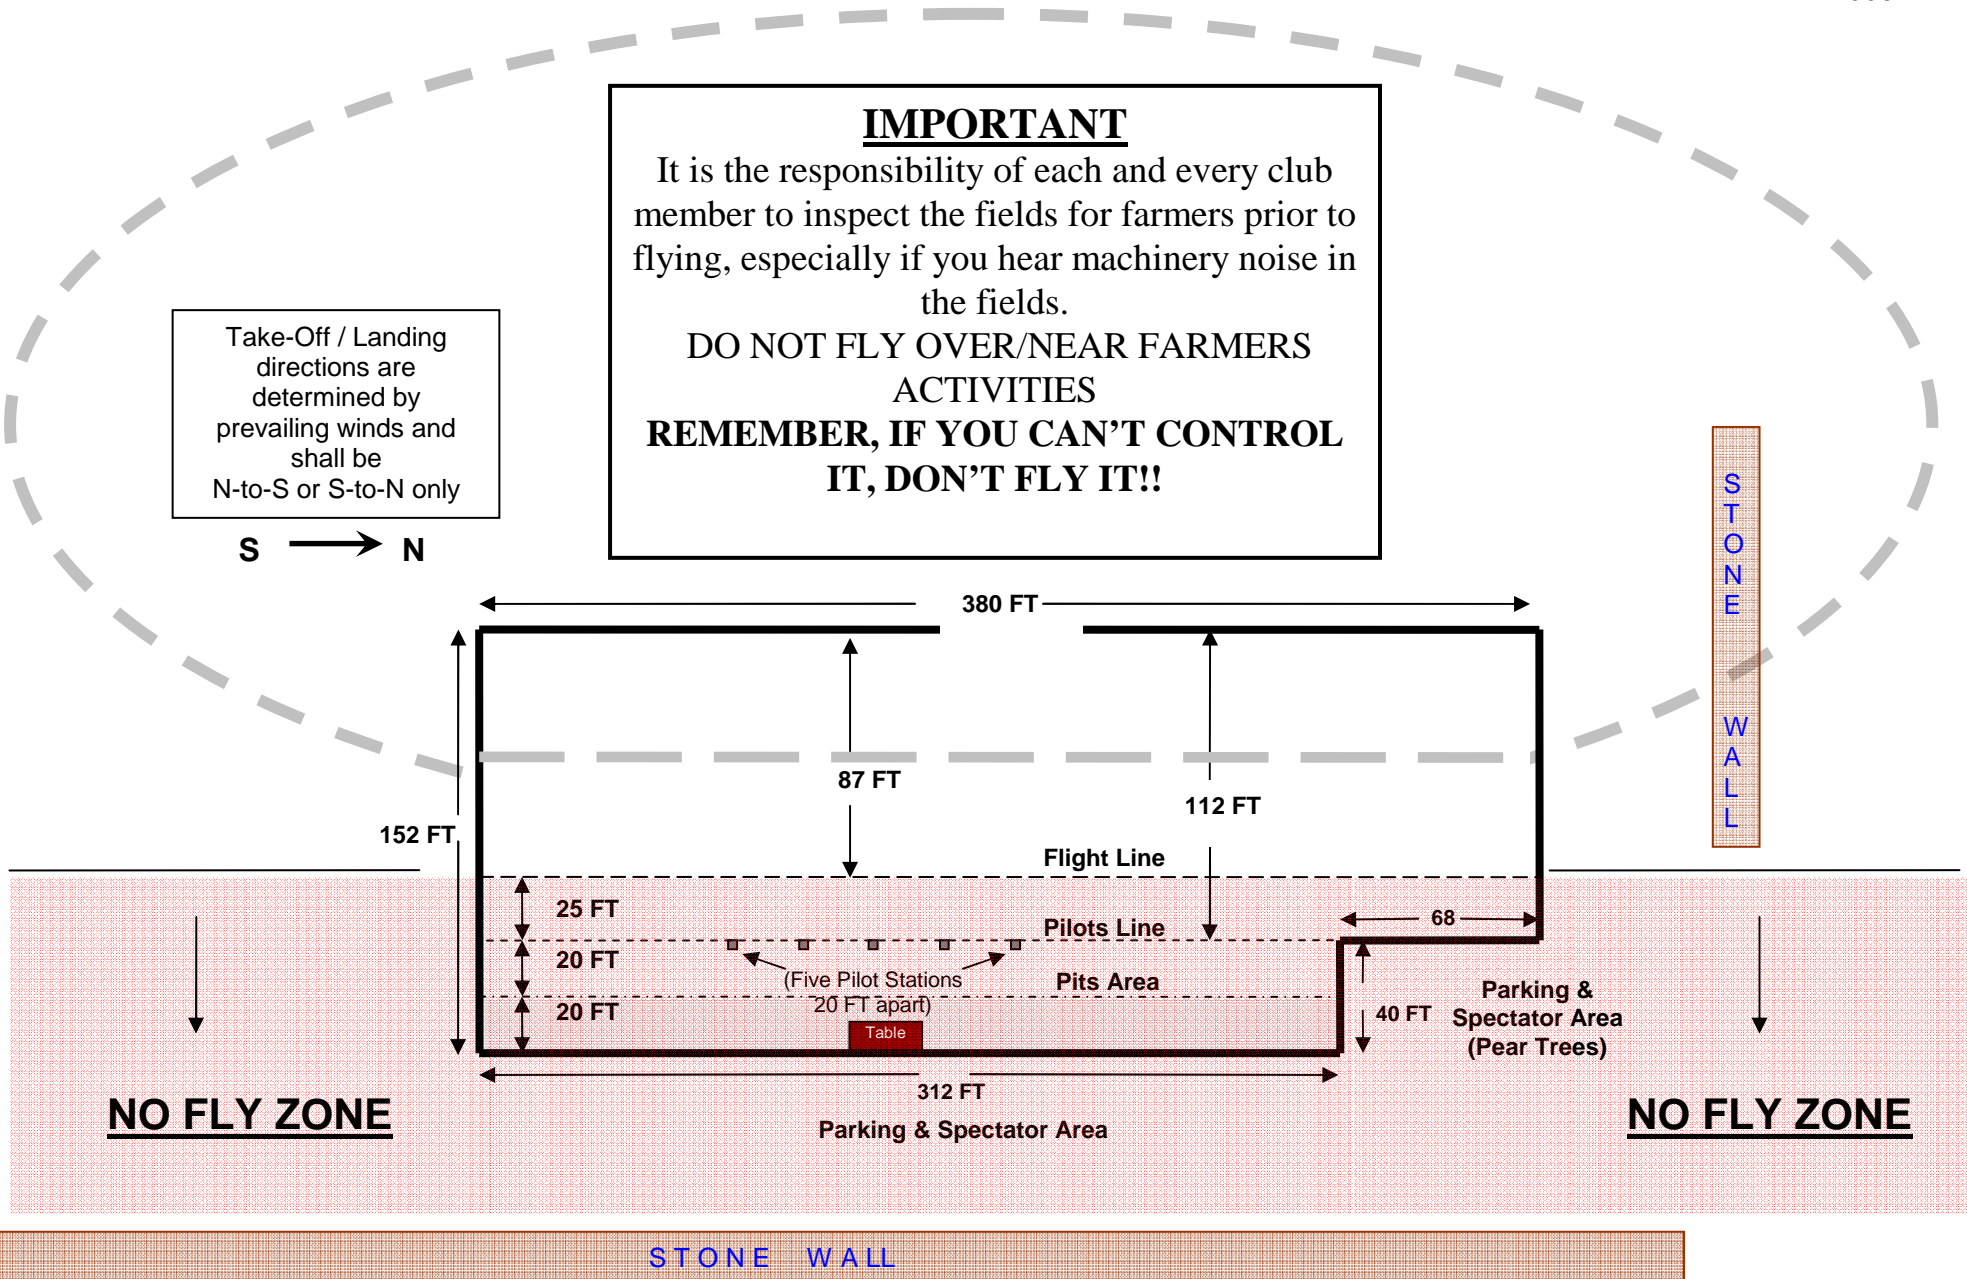 IMPORTANT
It is the responsibility of each and every club
member to inspect the fields for farmers prior to
flying, especially if you hear machinery noise in
the fields.
DO NOT FLY OVER/NEAR FARMERS
ACTIVITIES
REMEMBER, IF YOU CAN’T CONTROL
IT, DON’T FLY IT!!
Take-Off / Landing
directions are
determined by
prevailing winds and
shall be
N-to-S or S-to-N only
S N
STONE WALL
380 FT
87 FT
112 FT
152 FT
Flight Line
25 FT
68
Pilots Line
20 FT
(Five Pilot Stations
20 FT apart)
Pits Area
20 FT
Table
40 FT
Parking &
Spectator Area
(Pear Trees)
312 FT
NO FLY ZONE
NO FLY ZONE
Parking & Spectator Area
STONE WALL